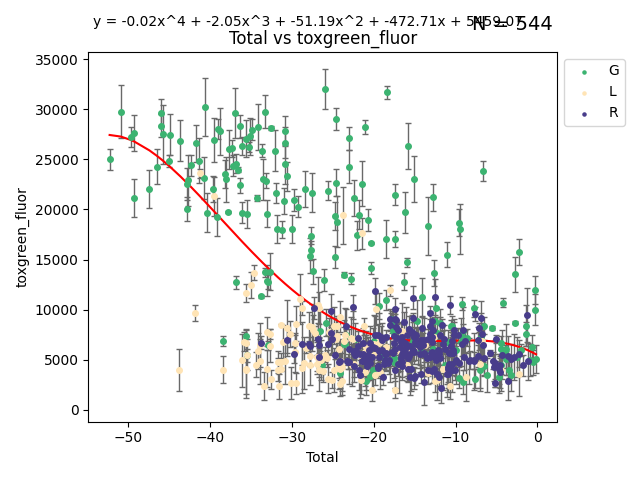 y = -0.02x^4 + -2.05x^3 + -51.19x^2 + -472.71x + 5459.07
N = 544
Total vs toxgreen_fluor
35000
30000
25000
20000
15000
10000
5000
0
toxgreen_fluor
−50
−40
−30
−20
−10
0
Total
G
L
R